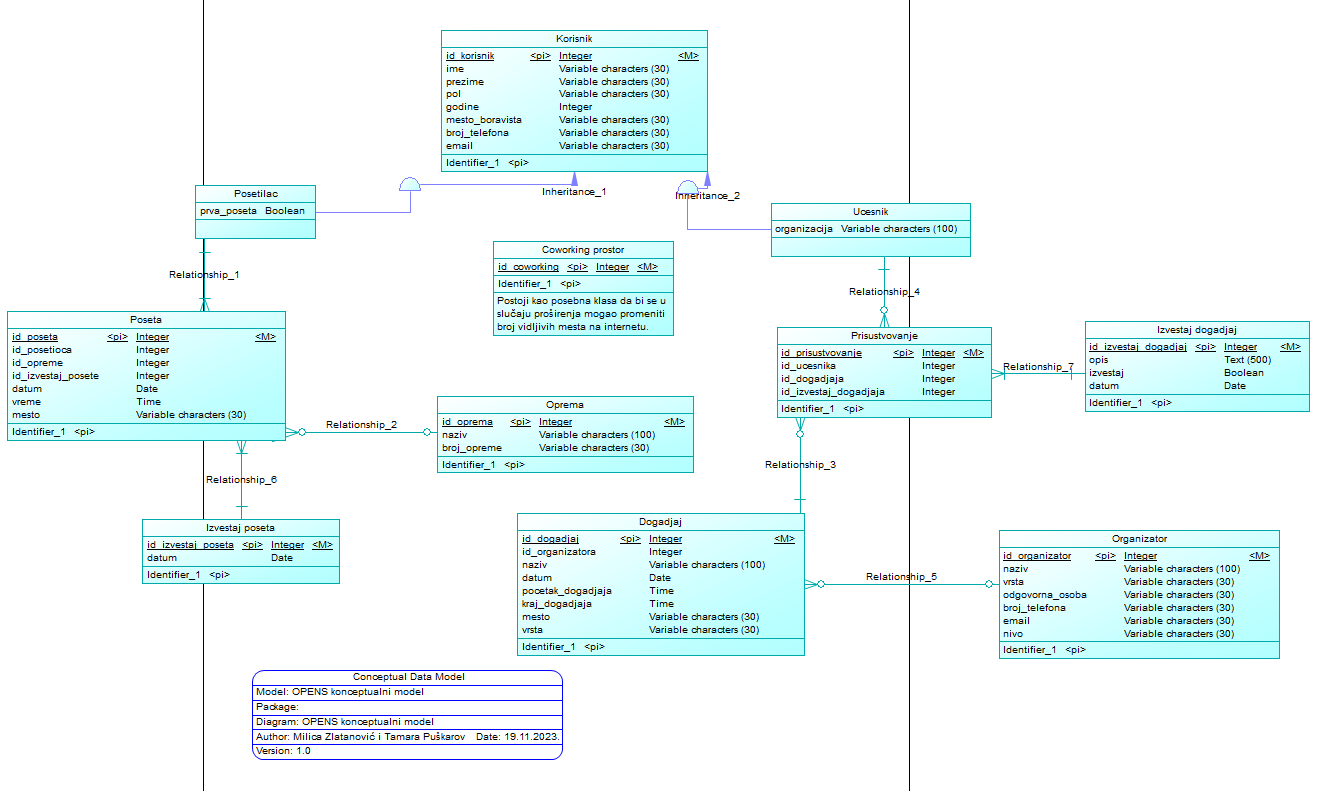 Korisnik
id_korisnik <pi> Integer <M>
ime Variable characters (30)
prezime Variable characters (30)
pol Variable characters (30)
godine Integer
mesto_boravista Variable characters (30)
broj_telefona Variable characters (30)
email Variable characters (30)
Identifier_1 <pi>
Inheritance_1
Inheritance_2
Posetilac
prva_poseta Boolean
Ucesnik
organizacija Variable characters (100)
Coworking prostor
id_coworking <pi> Integer <M>
Identifier_1 <pi>
Postoji kao posebna klasa da bi se u
slučaju proširenja mogao promeniti
broj vidljivih mesta na internetu.
Relationship_1
Relationship_4
Poseta
id_poseta <pi> Integer <M>
id_posetioca Integer
id_opreme Integer
id_izvestaj_posete Integer
datum Date
vreme Time
mesto Variable characters (30)
Identifier_1 <pi>
Prisustvovanje
id_prisustvovanje <pi> Integer <M>
id_ucesnika Integer
id_dogadjaja Integer
id_izvestaj_dogadjaja Integer
Identifier_1 <pi>
Relationship_7
Izvestaj dogadjaj
id_izvestaj_dogadjaj <pi> Integer <M>
opis Text (500)
izvestaj Boolean
datum Date
Identifier_1 <pi>
Relationship_2
Oprema
id_oprema <pi> Integer <M>
naziv Variable characters (100)
broj_opreme Variable characters (30)
Identifier_1 <pi>
Relationship_6
Relationship_3
Izvestaj poseta
id_izvestaj_poseta <pi> Integer <M>
datum Date
Identifier_1 <pi>
Dogadjaj
id_dogadjaj <pi> Integer <M>
id_organizatora Integer
naziv Variable characters (100)
datum Date
pocetak_dogadjaja Time
kraj_dogadjaja Time
mesto Variable characters (30)
vrsta Variable characters (30)
Identifier_1 <pi>
Relationship_5
Organizator
id_organizator <pi> Integer <M>
naziv Variable characters (100)
vrsta Variable characters (30)
odgovorna_osoba Variable characters (30)
broj_telefona Variable characters (30)
email Variable characters (30)
nivo Variable characters (30)
Identifier_1 <pi>
Conceptual Data Model
Model: OPENS konceptualni model
Package:
Diagram: OPENS konceptualni model
Author: Milica Zlatanović i Tamara Puškarov Date: 19.11.2023.
Version: 1.0